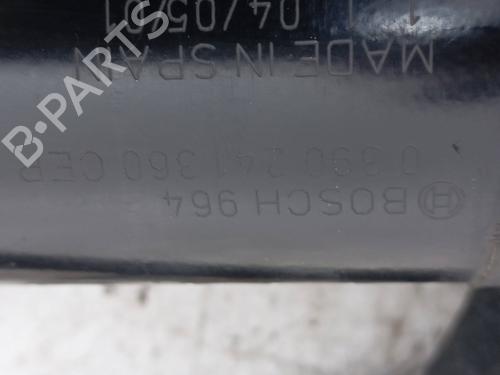 BOSCH 964
0 390 241 360 CEP
MADE IN SPAIN
04/05/01
B-PARTS